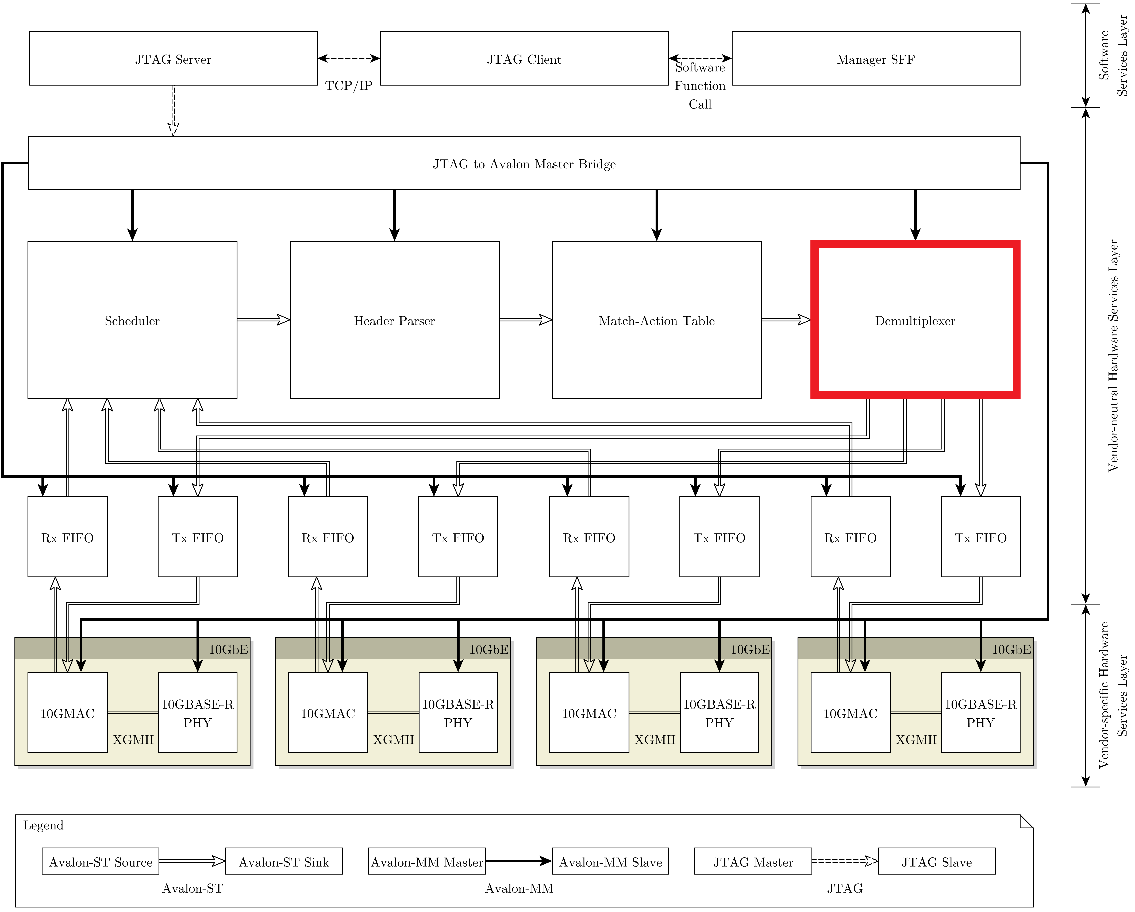 JTAG Server
JTAG Client
Manager SFF
TCP/IP
Software
Function
Call
Software
Services Layer
JTAG to Avalon Master Bridge
Scheduler
Header Parser
Match-Action Table
Demultiplexer
Vendor-neutral Hardware Services Layer
Rx FIFO
Tx FIFO
Rx FIFO
Tx FIFO
Rx FIFO
Tx FIFO
Rx FIFO
Tx FIFO
10GbE
10GMAC
10GBASE-R
PHY
XGMII
10GbE
10GMAC
10GBASE-R
PHY
XGMII
10GbE
10GMAC
10GBASE-R
PHY
XGMII
10GbE
10GMAC
10GBASE-R
PHY
XGMII
Vendor-specific Hardware
Services Layer
Legend
Avalon-ST Source
Avalon-ST Sink
Avalon-ST
Avalon-MM Master
Avalon-MM Slave
Avalon-MM
JTAG Master
JTAG Slave
JTAG